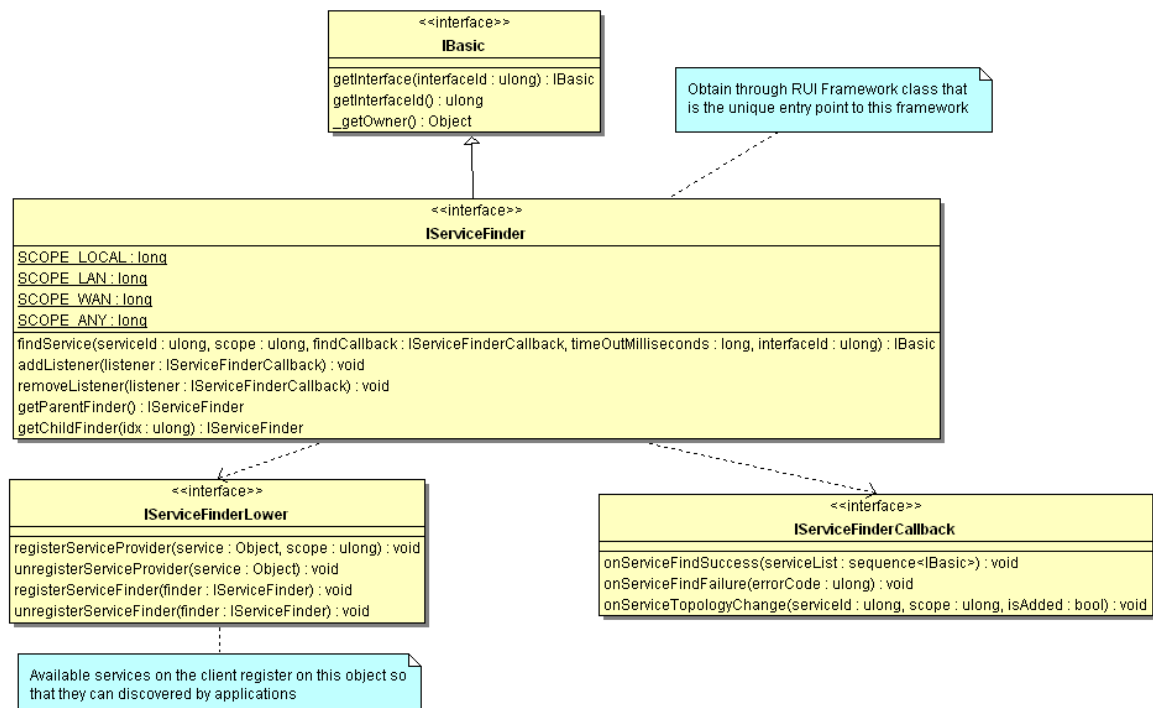 <<interface>>
IBasic
getInterface(interfaceId : ulong) : IBasic
getInterfaceId() : ulong
_getOwner() : Object
Obtain through RUI Framework class that
is the unique entry point to this framework
<<interface>>
IServiceFinder
SCOPE_LOCAL : long
SCOPE_LAN : long
SCOPE_WAN : long
SCOPE_ANY : long
findService(serviceId : ulong, scope : ulong, findCallback : IServiceFinderCallback, timeOutMilliseconds : long, interfaceId : ulong) : IBasic
addListener(listener : IServiceFinderCallback) : void
removeListener(listener : IServiceFinderCallback) : void
getParentFinder() : IServiceFinder
getChildFinder(idx : ulong) : IServiceFinder
<<interface>>
IServiceFinderLower
registerServiceProvider(service : Object, scope : ulong) : void
unregisterServiceProvider(service : Object) : void
registerServiceFinder(finder : IServiceFinder) : void
unregisterServiceFinder(finder : IServiceFinder) : void
<<interface>>
IServiceFinderCallback
onServiceFindSuccess(serviceList : sequence<IBasic>) : void
onServiceFindFailure(errorCode : ulong) : void
onServiceTopologyChange(serviceId : ulong, scope : ulong, isAdded : bool) : void
Available services on the client register on this object so
that they can discovered by applications